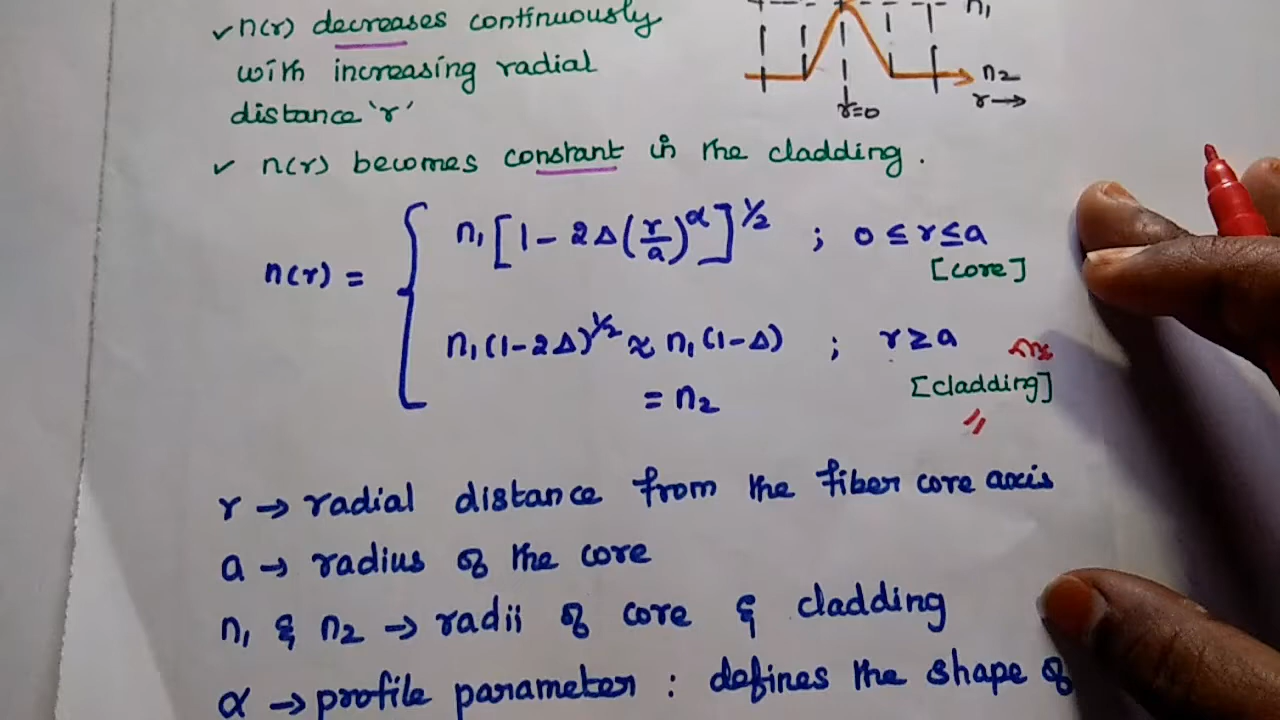 ✓ n(r) decreases continuously
with increasing radial
distance 'r'
n1
n2
r=0
r→
✓ n(r) becomes constant in the cladding.
n(r) = { n1[1-2Δ(r/a)^α]^1/2 ; 0≤r≤a
[core]
n1(1-2Δ)^1/2 ≈ n1(1-Δ) ; r≥a
= n2
[cladding]
r → radial distance from the fiber core axis
a → radius of the core
n1 & n2 → radii of core & cladding
α → profile parameter : defines the shape of